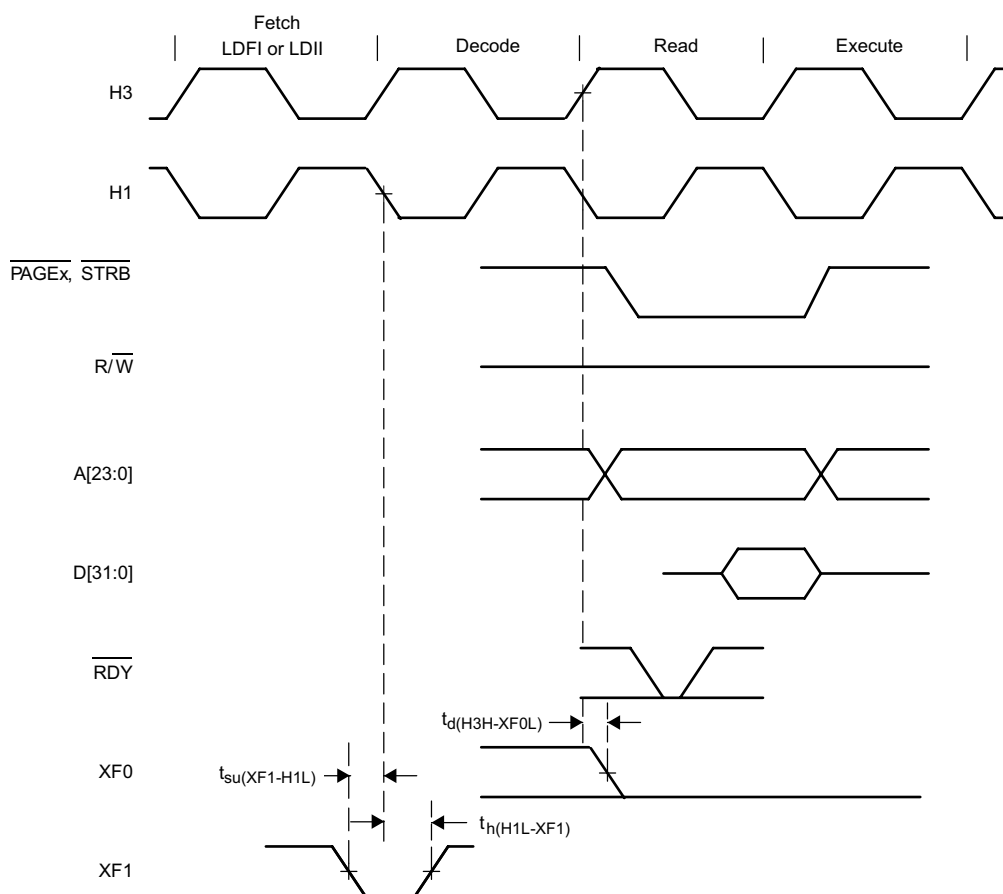 Fetch
LDFI or LDII
Decode
Read
Execute
H3
H1
PAGEx, STRB
R/W
A[23:0]
D[31:0]
RDY
td(H3H-XF0L)
XF0
tsu(XF1-H1L)
th(H1L-XF1)
XF1